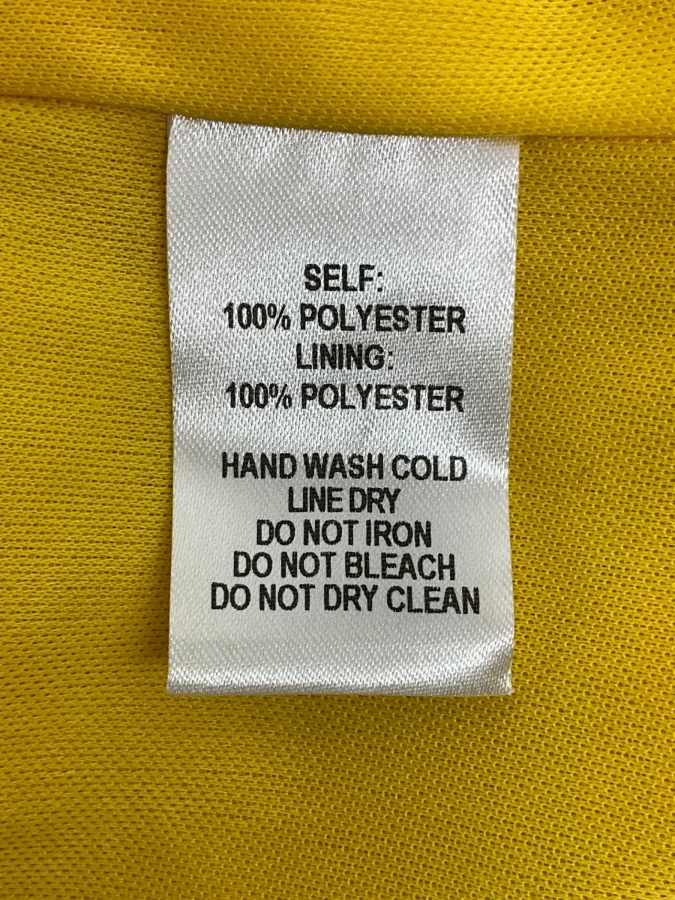 SELF:
100% POLYESTER
LINING:
100% POLYESTER
HAND WASH COLD
LINE DRY
DO NOT IRON
DO NOT BLEACH
DO NOT DRY CLEAN